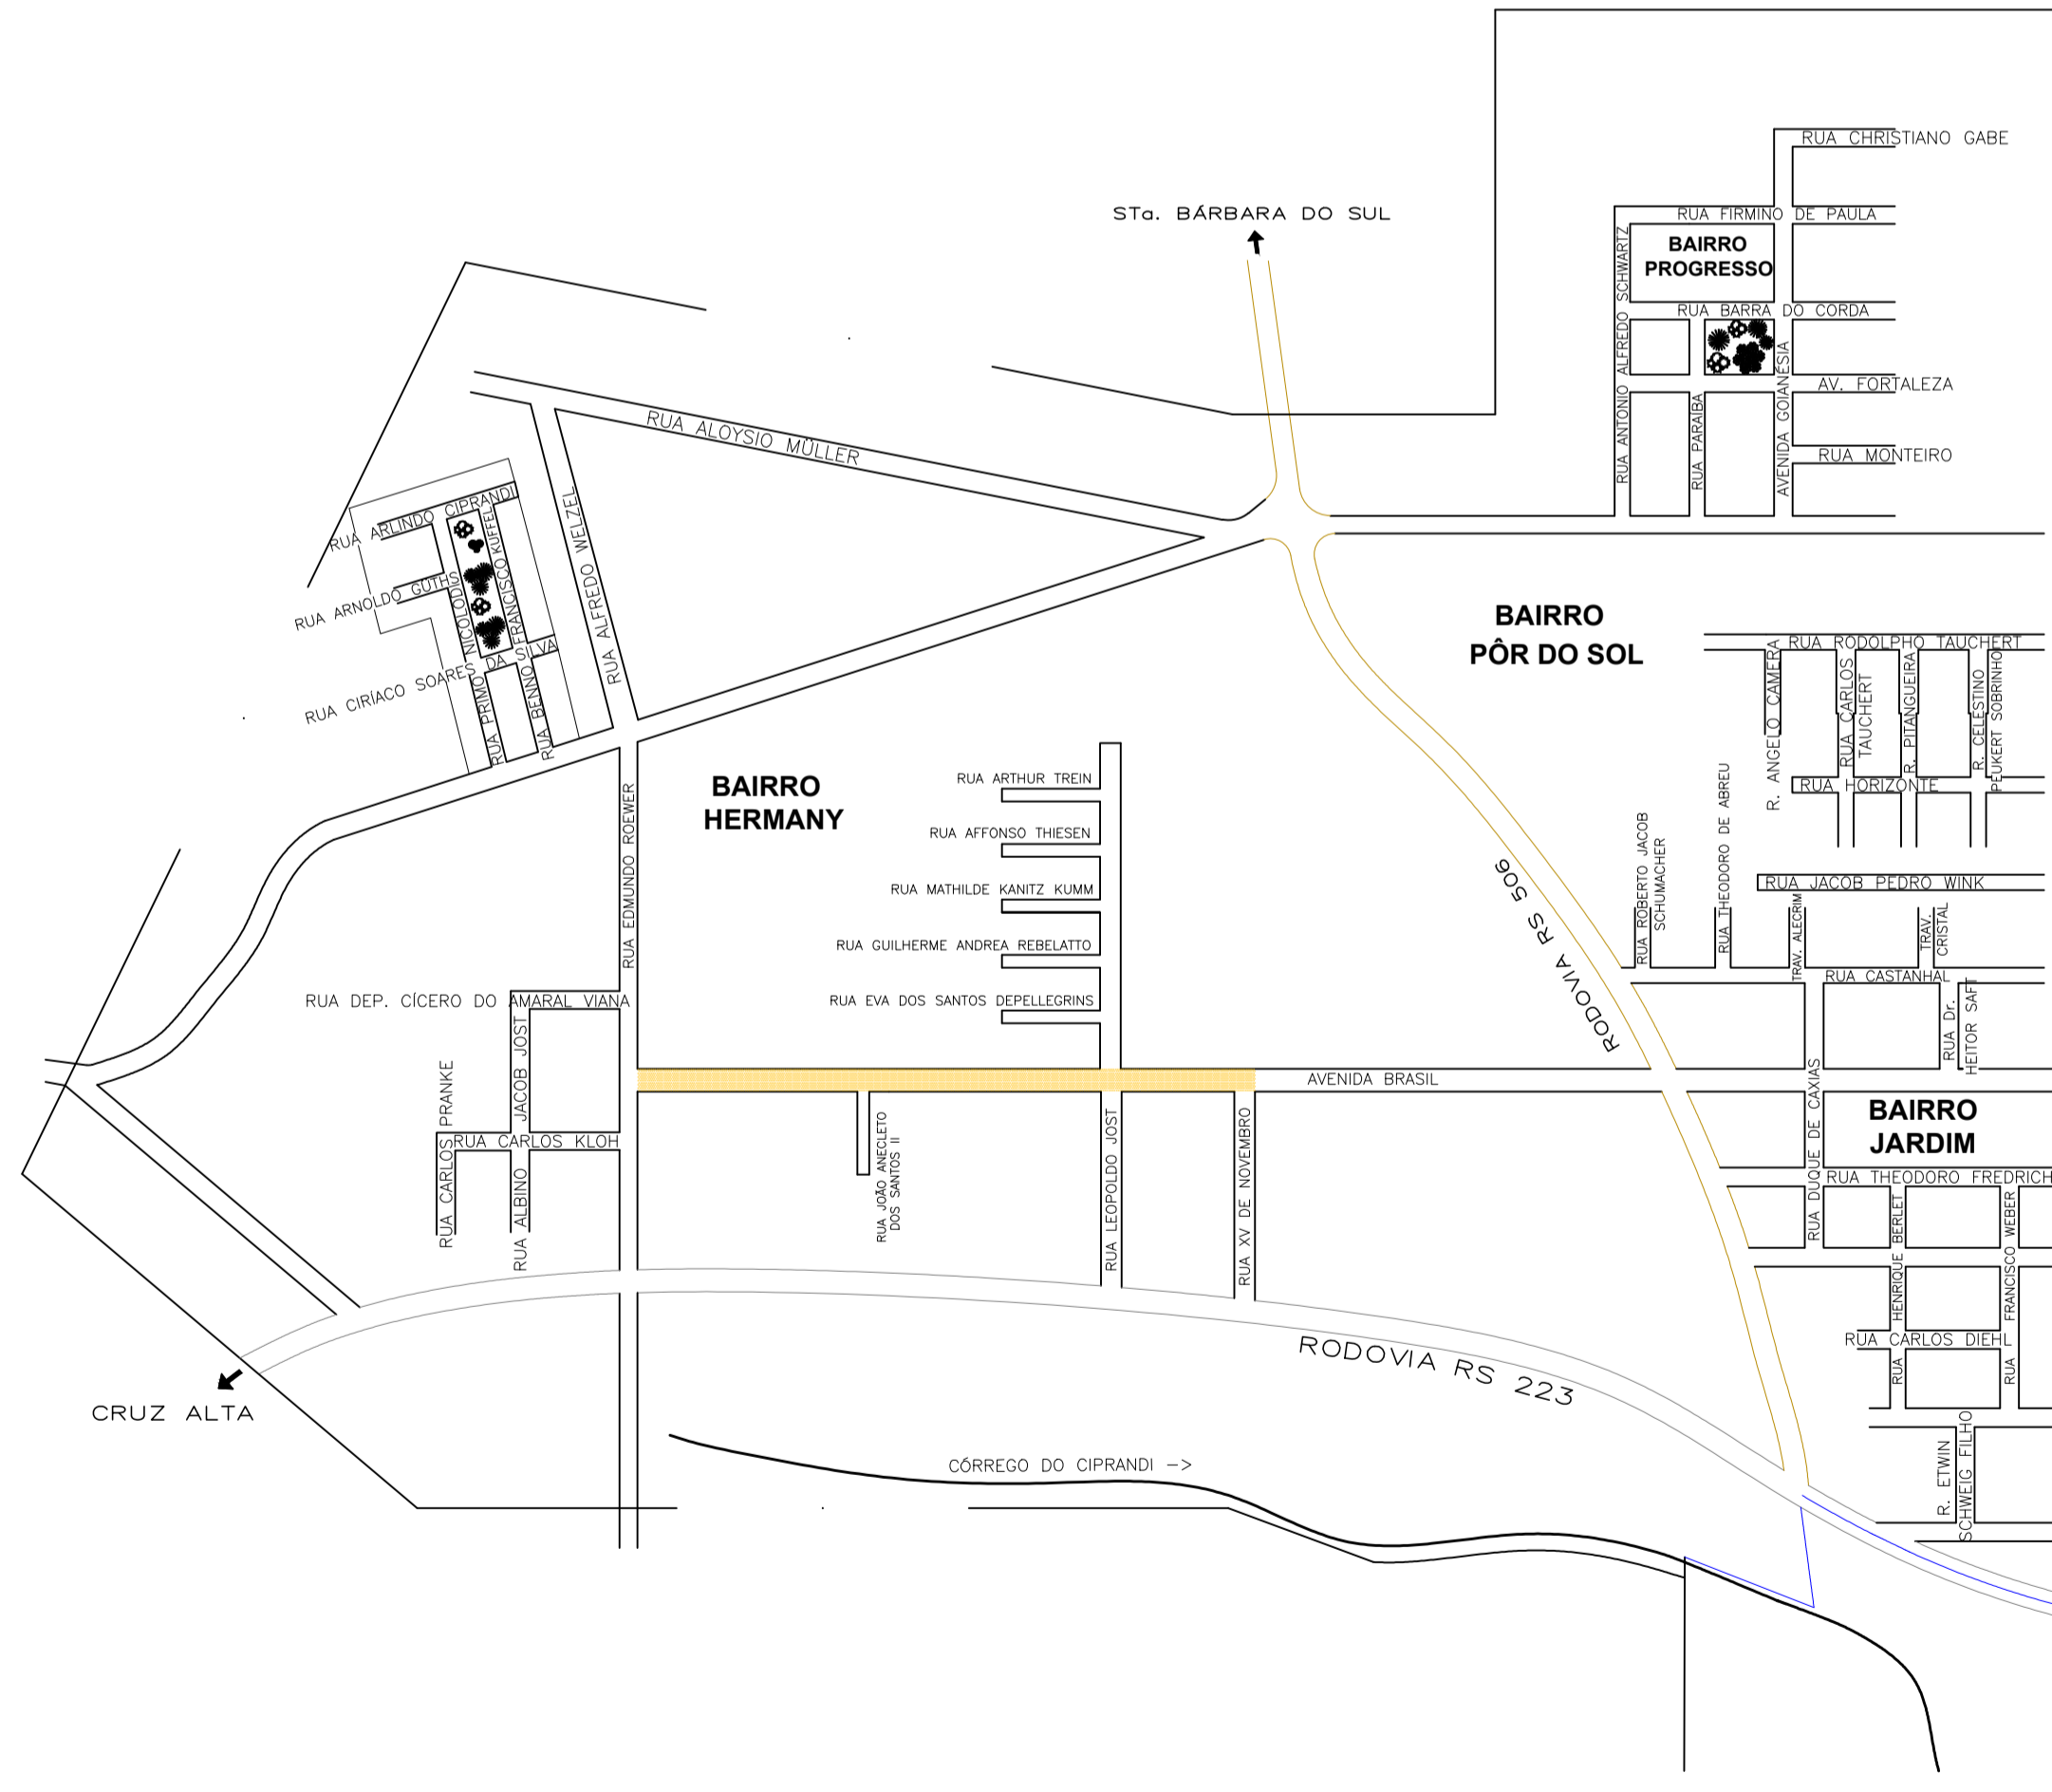 RUA CHRISTIANO GABE
STa. BÁRBARA DO SUL
RUA FIRMINO DE PAULA
BAIRRO
PROGRESSO
RUA ANTONIO ALFREDO SCHWARTZ
RUA BARRA DO CORDA
AV. FORTALEZA
RUA PARAÍBA
AVENIDA GOIANÉSIA
RUA MONTEIRO
RUA ALOYSIO MÜLLER
RUA ALFREDO WELZEL
RUA ARLINDO CIPRANDI
RUA ARNOLDO GÜTHS
RUA CIRÍACO SOARES DA SILVA
RUA PRIMO NICOLODI
RUA BENNO FRANCISCO KUFFEL
BAIRRO
PÔR DO SOL
RUA RODOLPHO TAUCHERT
R. ANGELO CAMERA
RUA CARLOS
TAUCHERT
R. PITANGUEIRA
R. CELESTINO
PEUKERT SOBRINHO
RUA HORIZONTE
BAIRRO
HERMANY
RUA EDMUNDO ROEWER
RUA ARTHUR TREIN
RUA AFFONSO THIESEN
RUA MATHILDE KANITZ KUMM
RUA GUILHERME ANDREA REBELATTO
RUA EVA DOS SANTOS DEPELLEGRINS
RODOVIA RS 506
RUA ROBERTO JACOB
SCHUMACHER
RUA THEODORO DE ABREU
RUA JACOB PEDRO WINK
TRAV. ALECRIM
TRAV.
CRISTAL
RUA CASTANHAL
RUA Dr.
HEITOR SAFT
RUA DEP. CÍCERO DO AMARAL VIANA
RUA ALBINO JACOB JOST
RUA CARLOS PRANKE
RUA CARLOS KLOH
AVENIDA BRASIL
RUA JOÃO ANECLETO
DOS SANTOS II
RUA LEOPOLDO JOST
RUA XV DE NOVEMBRO
BAIRRO
JARDIM
RUA DUQUE DE CAXIAS
RUA THEODORO FREDRICH
RUA HENRIQUE BERLET
RUA FRANCISCO WEBER
RUA CARLOS DIEHL
R. ETWIN
SCHWEIG FILHO
RODOVIA RS 223
CRUZ ALTA
CÓRREGO DO CIPRANDI ->